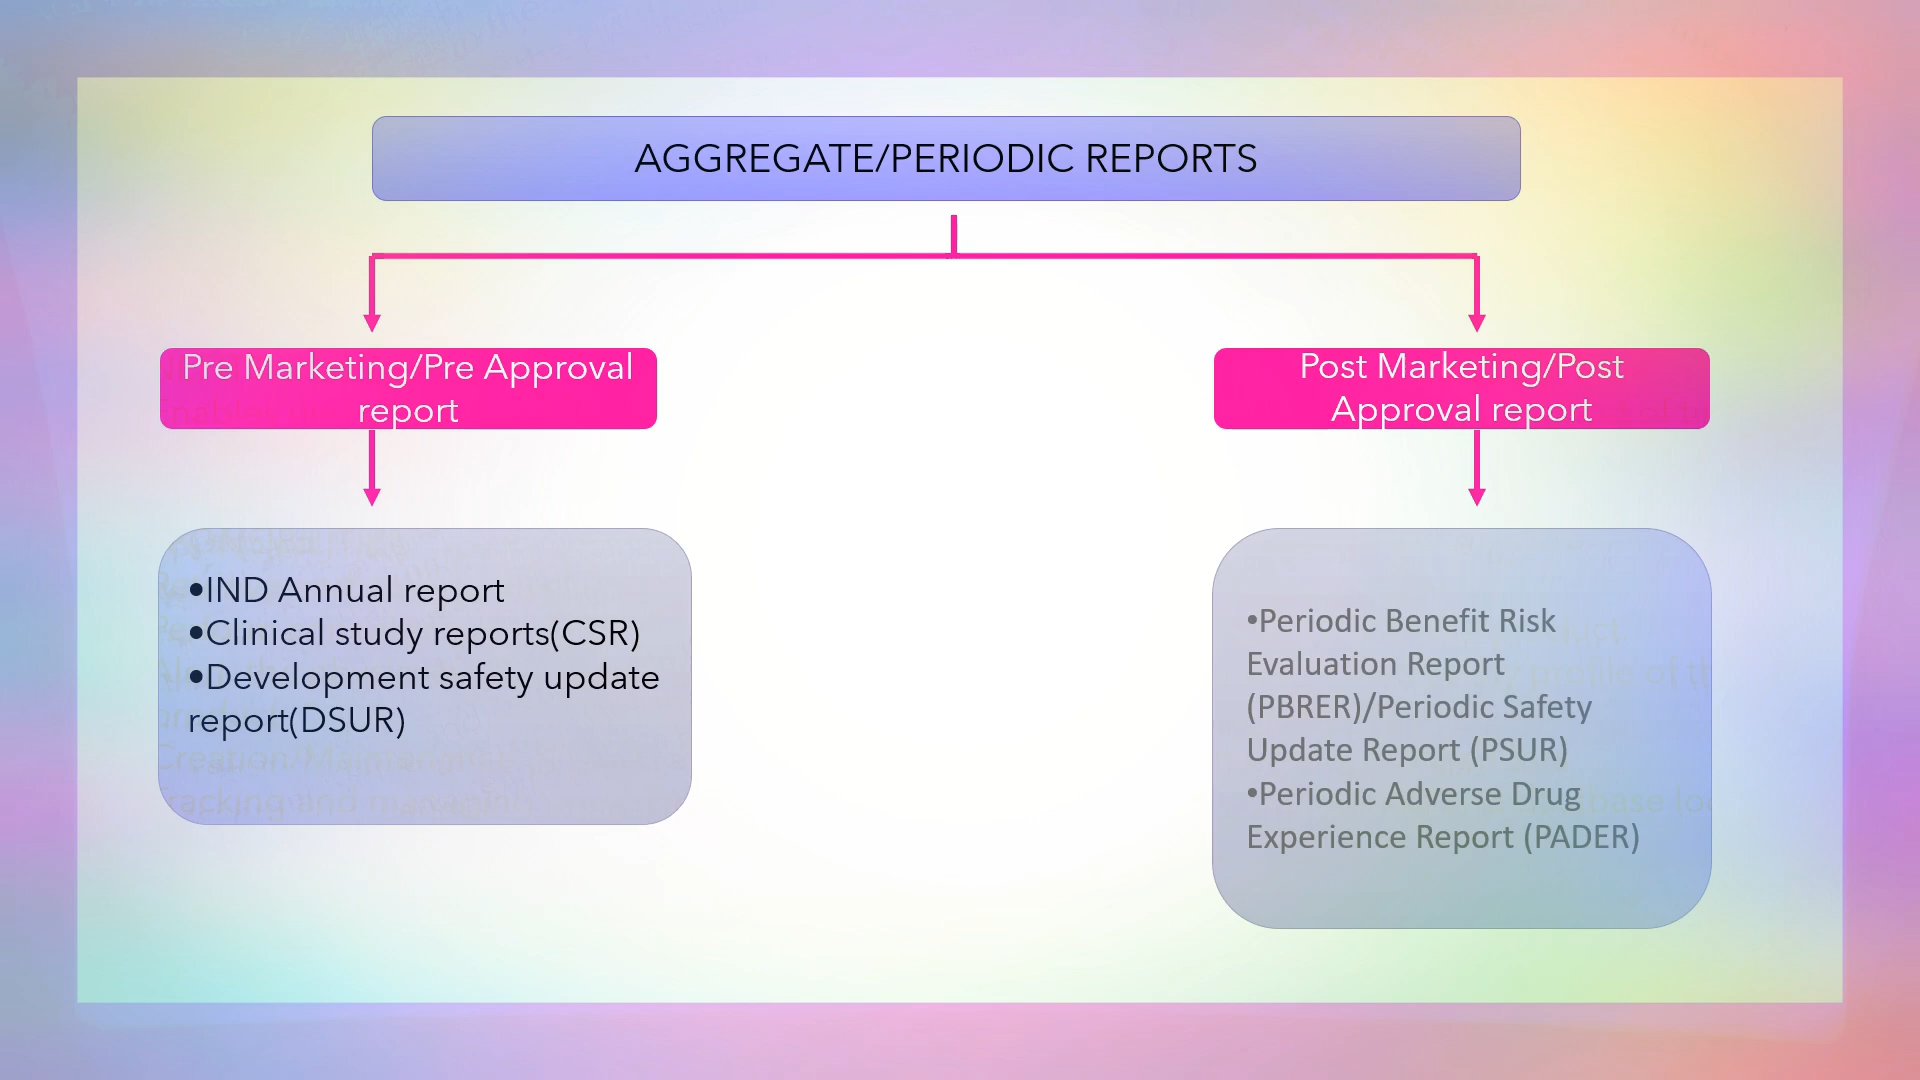 AGGREGATE/PERIODIC REPORTS
Pre Marketing/Pre Approval
report
Post Marketing/Post
Approval report
•IND Annual report
•Clinical study reports(CSR)
•Development safety update
report(DSUR)
•Periodic Benefit Risk
Evaluation Report
(PBRER)/Periodic Safety
Update Report (PSUR)
•Periodic Adverse Drug
Experience Report (PADER)